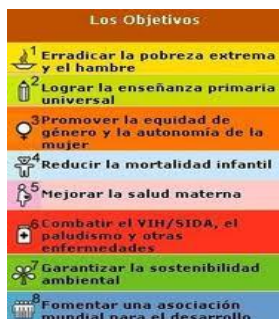 Los Objetivos
1 Erradicar la pobreza extrema
y el hambre
2 Lograr la enseñanza primaria
universal
3 Promover la equidad de
género y la autonomía de la
mujer
4 Reducir la mortalidad infantil
5 Mejorar la salud materna
6 Combatir el VIH/SIDA, el
paludismo y otras
enfermedades
7 Garantizar la sostenibilidad
ambiental
8 Fomentar una asociación
mundial para el desarrollo